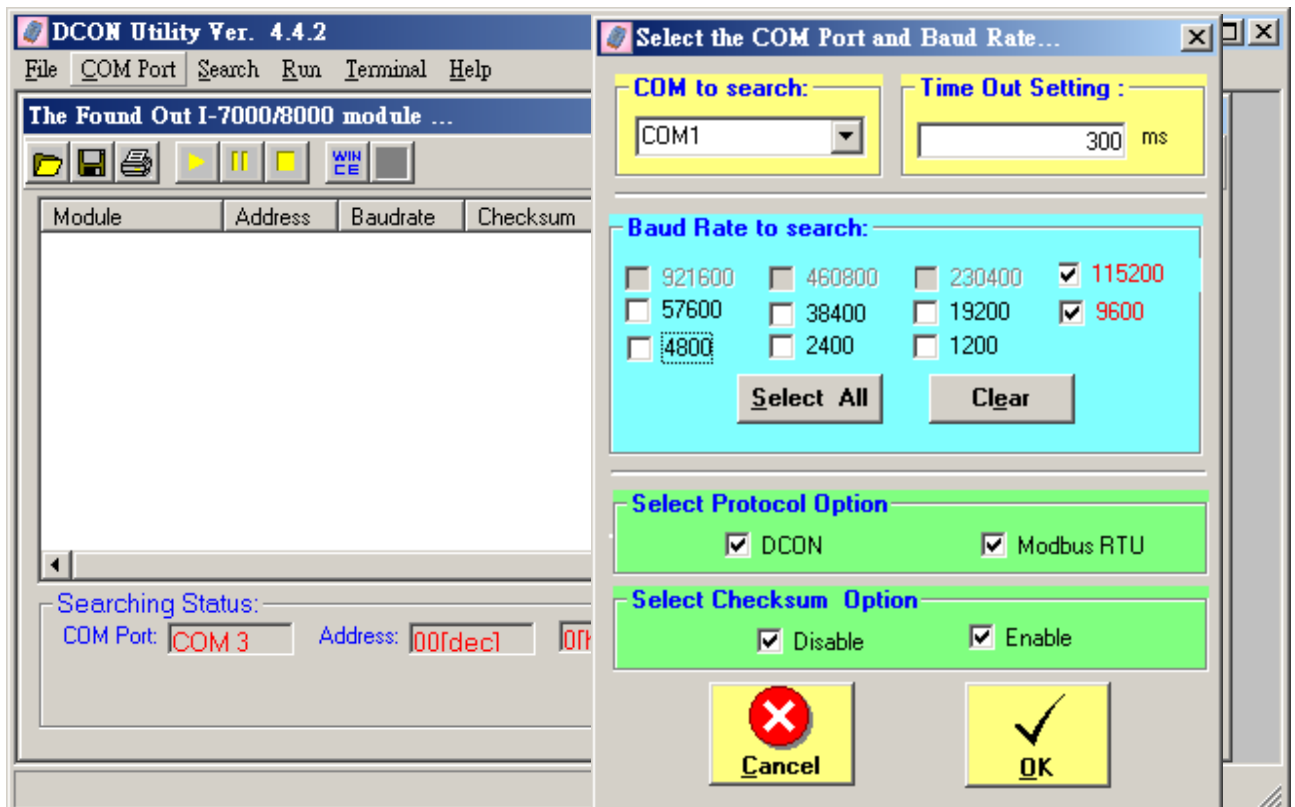 DCON Utility Ver. 4.4.2
File COM Port Search Run Terminal Help
The Found Out I-7000/8000 module ...
WIN CE
Module Address Baudrate Checksum
Searching Status:
COM Port: COM 3 Address: 00[dec]
Select the COM Port and Baud Rate...
COM to search: Time Out Setting :
COM1 300 ms
Baud Rate to search:
921600 460800 230400 115200
57600 38400 19200 9600
4800 2400 1200
Select All Clear
Select Protocol Option
DCON Modbus RTU
Select Checksum Option
Disable Enable
Cancel OK